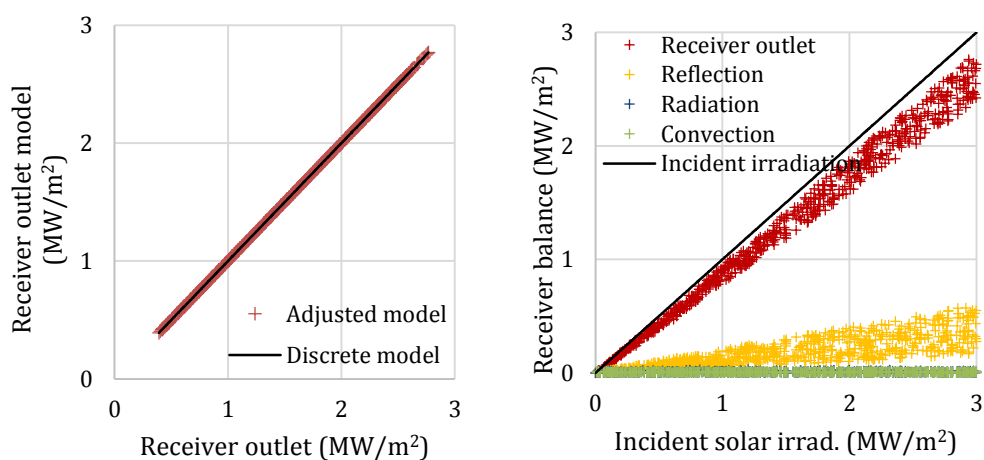 Receiver outlet model
(MW/m²)
3
2
1
0
Adjusted model
Discrete model
0 1 2 3
Receiver outlet (MW/m²)
Receiver balance (MW/m²)
3
2
1
0
Receiver outlet
Reflection
Radiation
Convection
Incident irradiation
0 1 2 3
Incident solar irrad. (MW/m²)